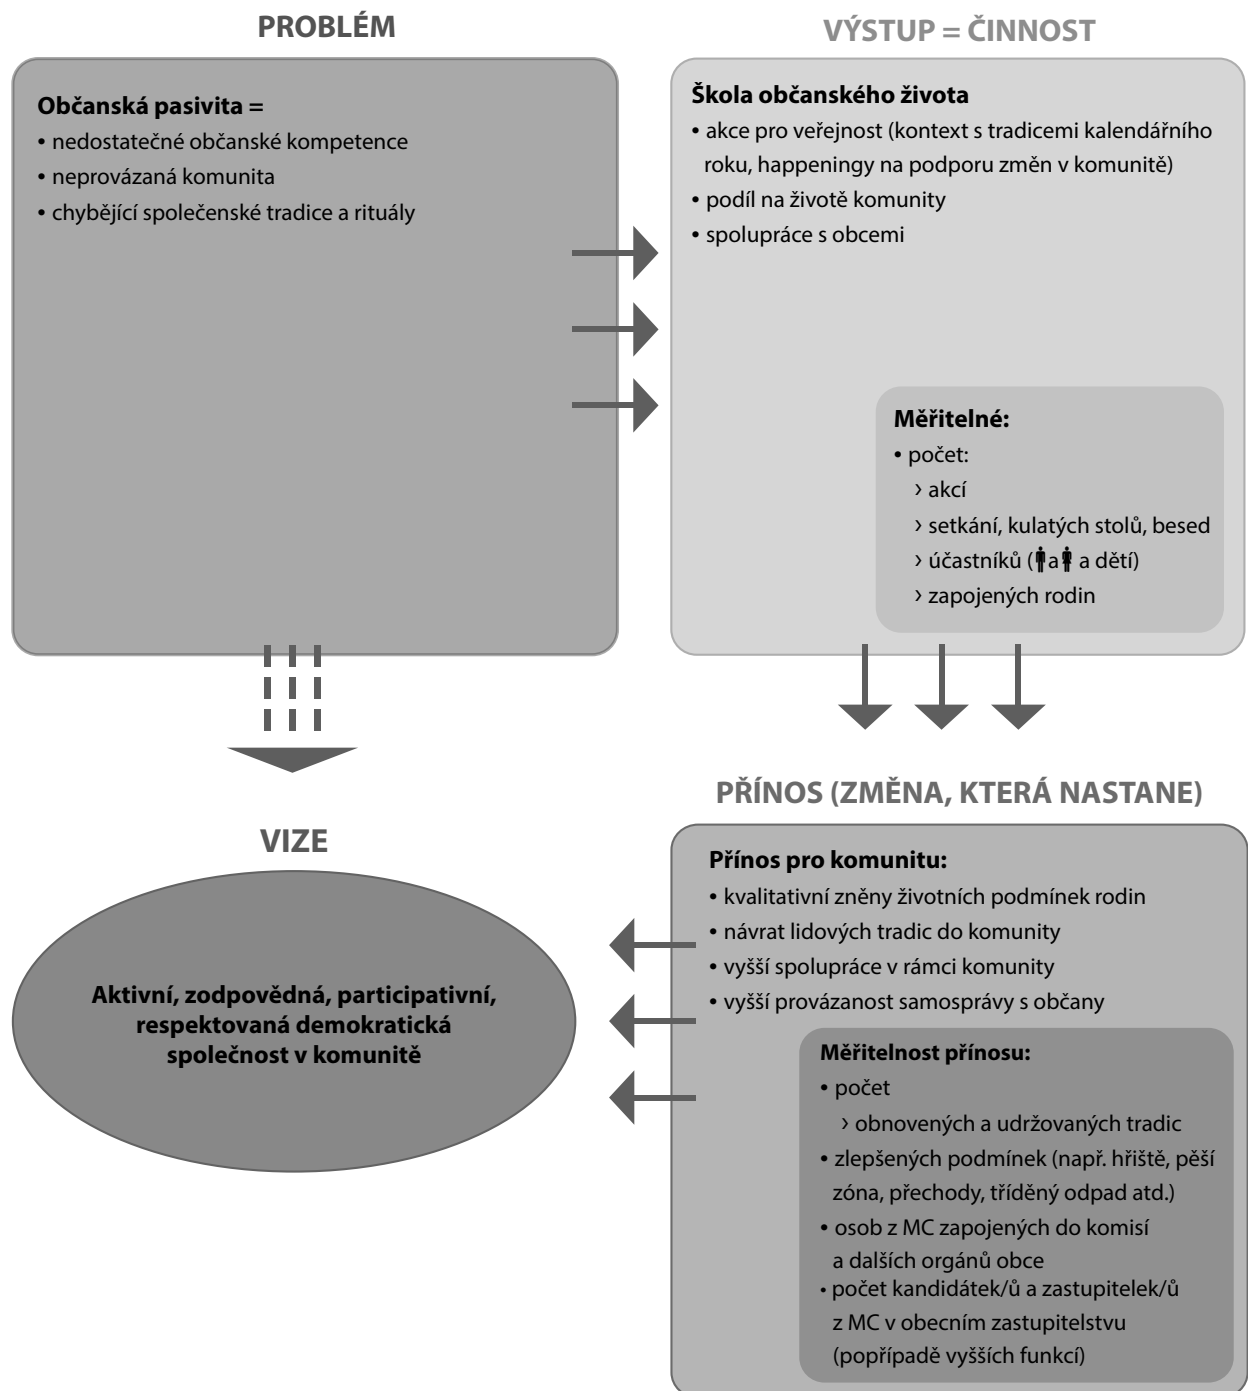 PROBLÉM
Občanská pasivita =
• nedostatečné občanské kompetence
• neprovázaná komunita
• chybějící společenské tradice a rituály
VÝSTUP = ČINNOST
Škola občanského života
• akce pro veřejnost (kontext s tradicemi kalendářního
roku, happeningy na podporu změn v komunitě)
• podíl na životě komunity
• spolupráce s obcemi
Měřitelné:
• počet:
› akcí
› setkání, kulatých stolů, besed
› účastníků (a a dětí)
› zapojených rodin
PŘÍNOS (ZMĚNA, KTERÁ NASTANE)
Přínos pro komunitu:
• kvalitativní zněny životních podmínek rodin
• návrat lidových tradic do komunity
• vyšší spolupráce v rámci komunity
• vyšší provázanost samosprávy s občany
Měřitelnost přínosu:
• počet
› obnovených a udržovaných tradic
• zlepšených podmínek (např. hřiště, pěší
zóna, přechody, tříděný odpad atd.)
• osob z MC zapojených do komisí
a dalších orgánů obce
• počet kandidátek/ů a zastupitelek/ů
z MC v obecním zastupitelstvu
(popřípadě vyšších funkcí)
VIZE
Aktivní, zodpovědná, participativní,
respektovaná demokratická
společnost v komunitě